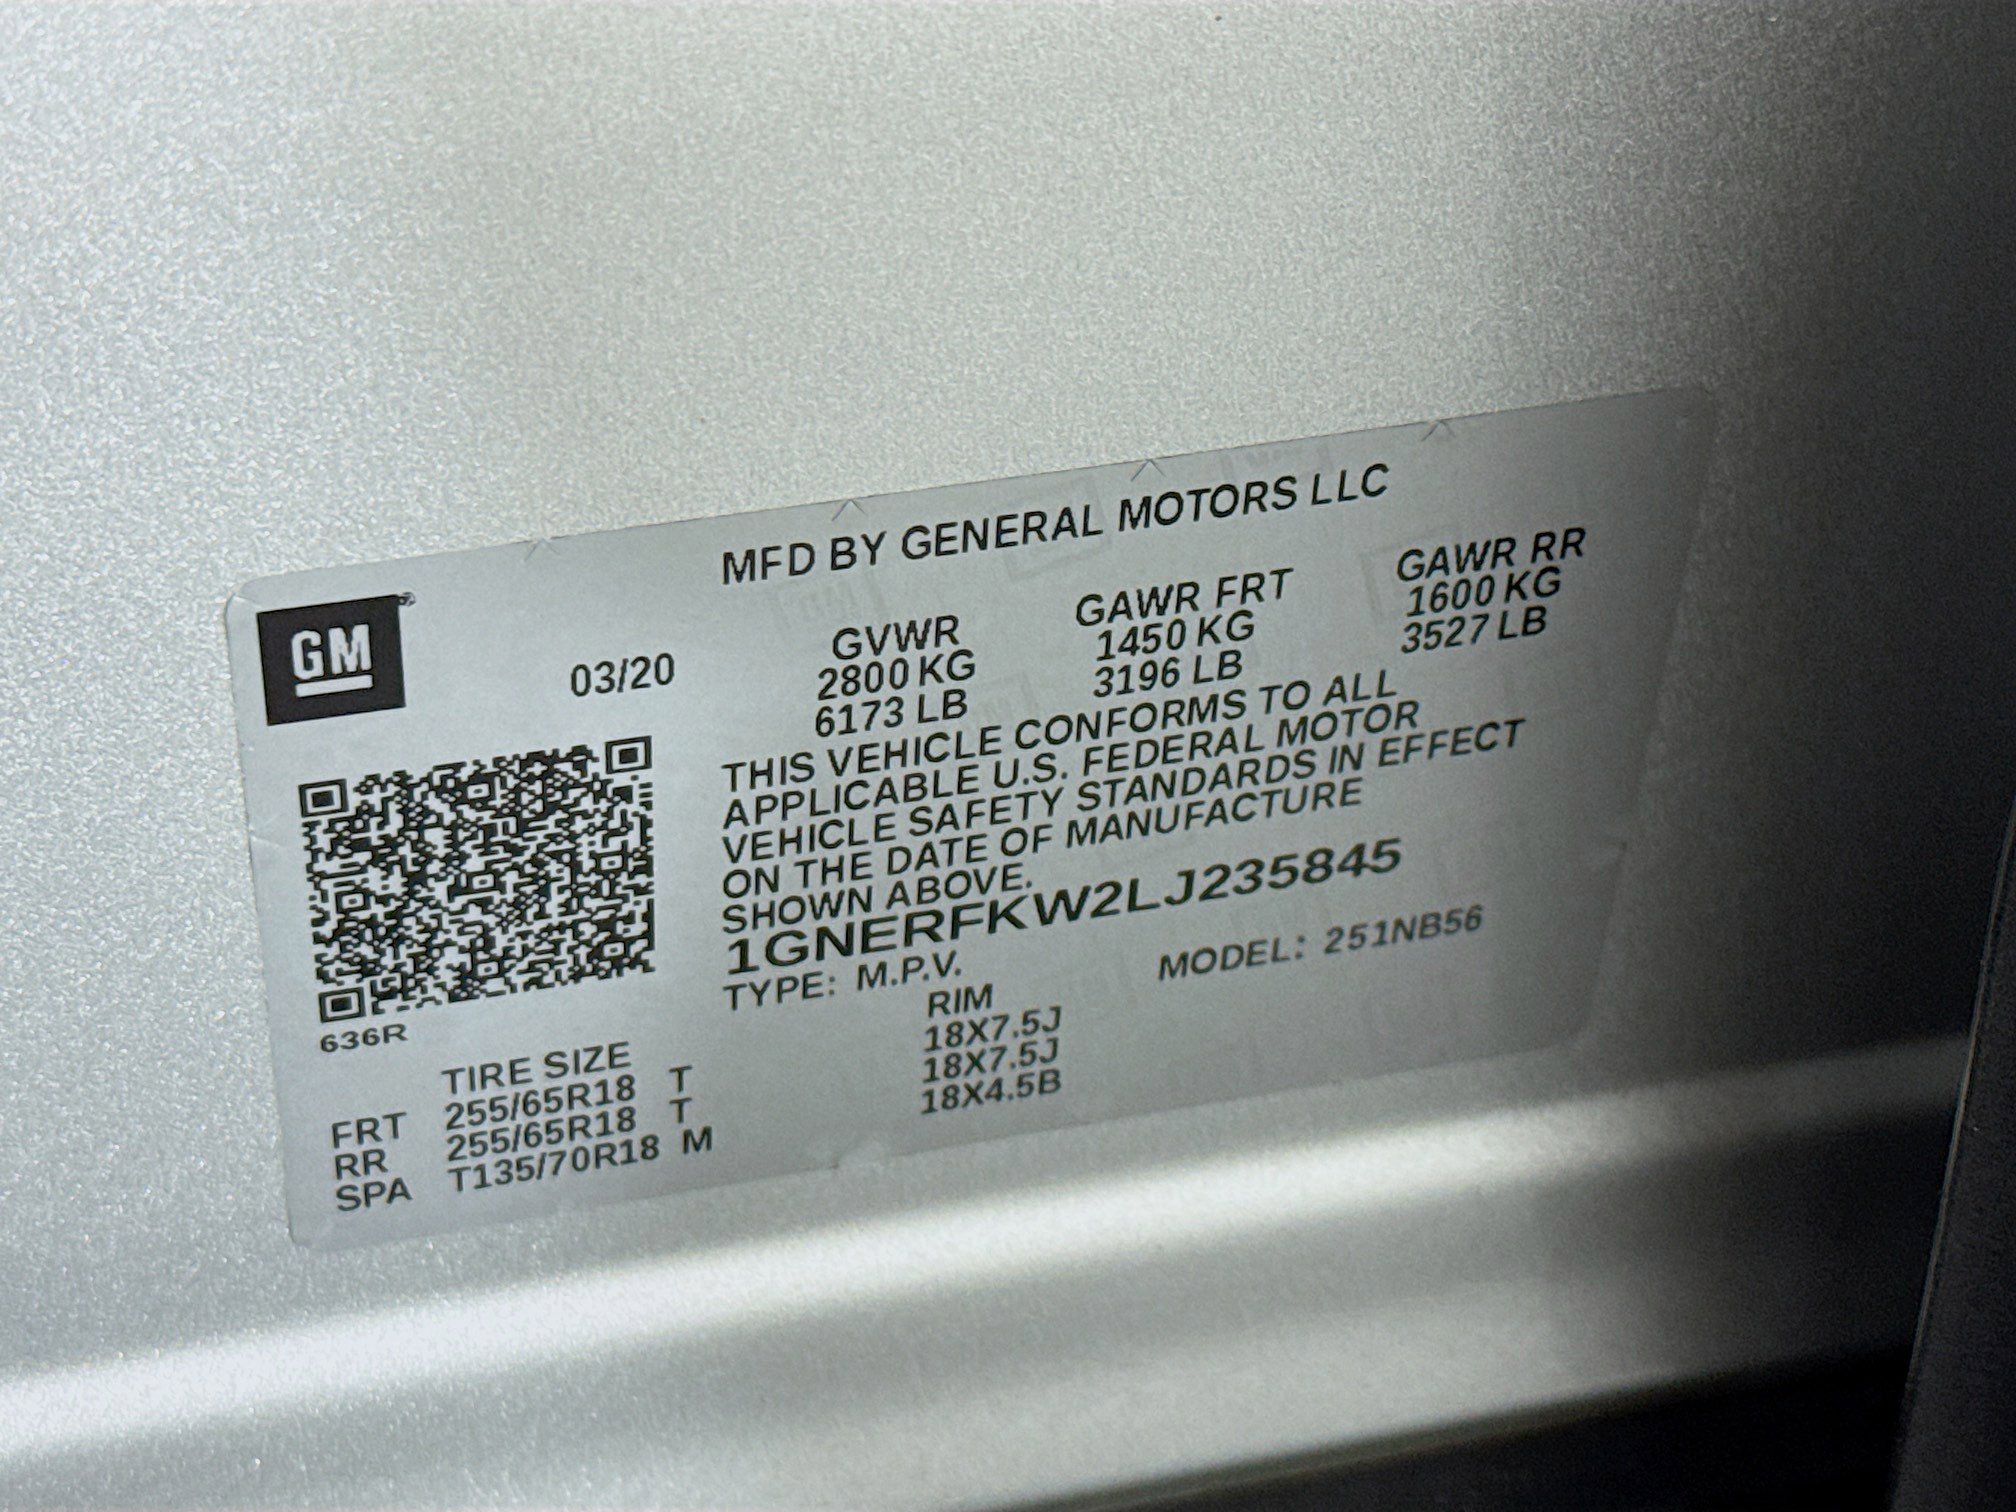 MFD BY GENERAL MOTORS LLC
GM
03/20
GVWR GAWR FRT GAWR RR
2800 KG 1450 KG 1600 KG
6173 LB 3196 LB 3527 LB
THIS VEHICLE CONFORMS TO ALL
APPLICABLE U.S. FEDERAL MOTOR
VEHICLE SAFETY STANDARDS IN EFFECT
ON THE DATE OF MANUFACTURE
SHOWN ABOVE.
1GNERFKW2LJ235845
TYPE: M.P.V. MODEL: 251NB56
636R
TIRE SIZE RIM
FRT 255/65R18 T 18X7.5J
RR 255/65R18 T 18X7.5J
SPA T135/70R18 M 18X4.5B